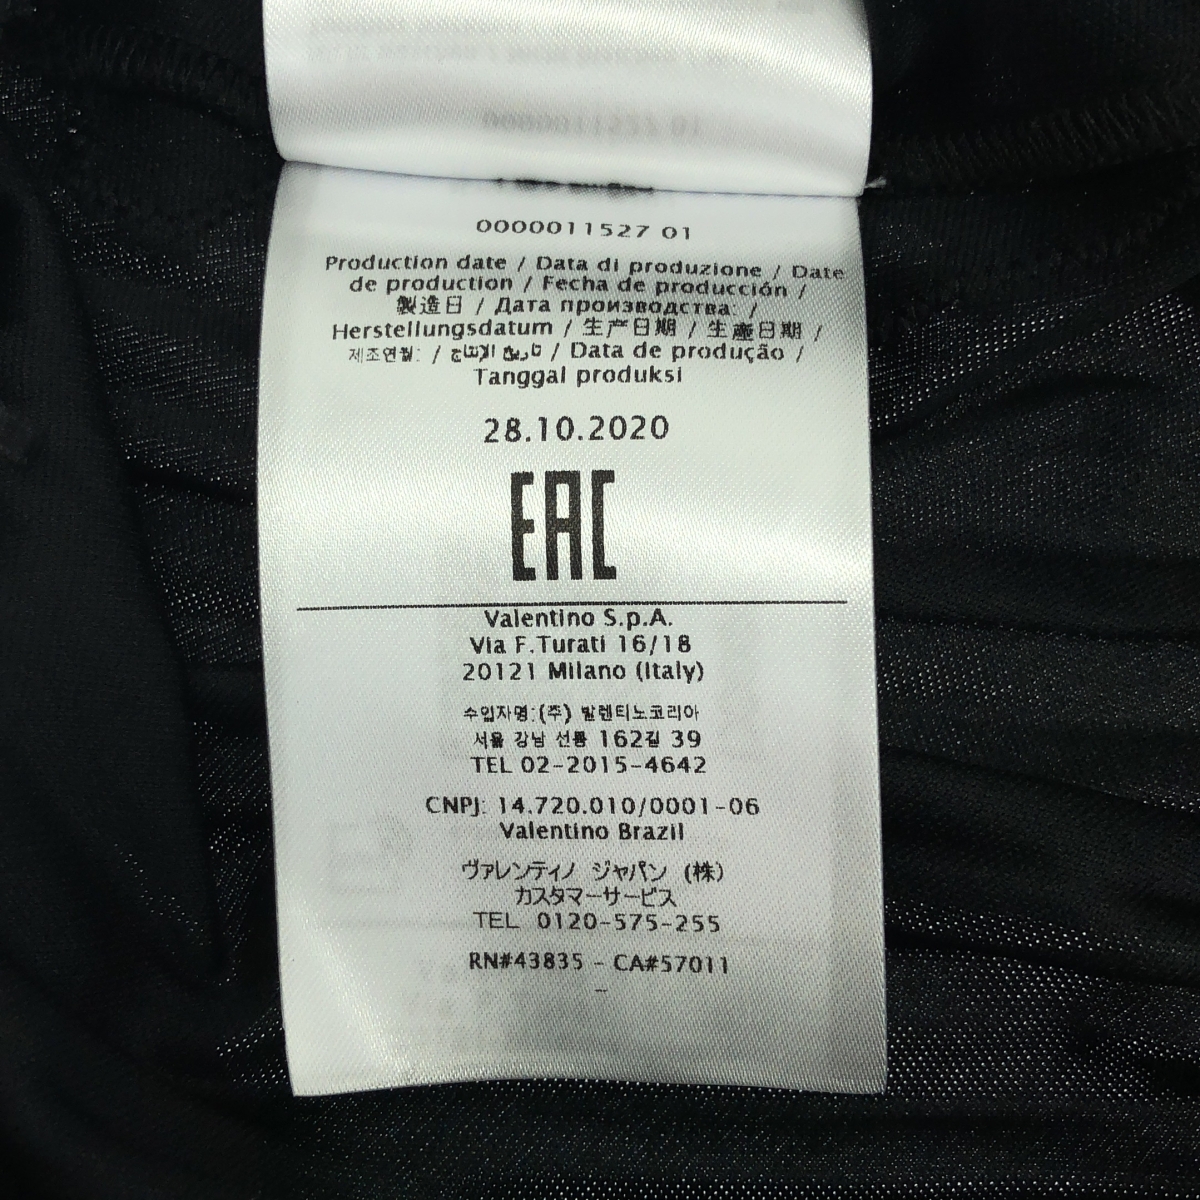 0000011527 01
Production date / Data di produzione / Date
de production / Fecha de producción /
製造日 / Дата производства: /
Herstellungsdatum / 生产日期 / 生產日期 /
제조연월: / تاريخ الإنتاج / Data de produção /
Tanggal produksi
28.10.2020
EAC
Valentino S.p.A.
Via F.Turati 16/18
20121 Milano (Italy)
수입자명:(주) 발렌티노코리아
서울 강남 선릉 162길 39
TEL 02-2015-4642
CNPJ: 14.720.010/0001-06
Valentino Brazil
ヴァレンティノ ジャパン (株)
カスタマーサービス
TEL 0120-575-255
RN#43835 - CA#57011
-